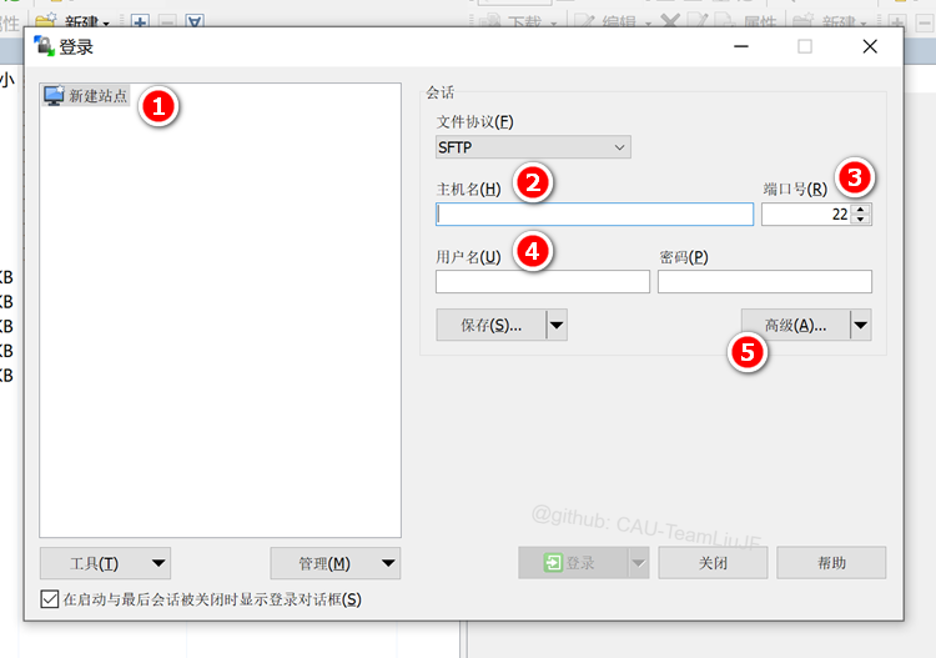 新建
下载
编辑
属性
新建
登录
小
新建站点
1
会话
文件协议(F)
SFTP
主机名(H)
2
端口号(R)
3
22
用户名(U)
4
密码(P)
保存(S)...
高级(A)...
5
KB
KB
KB
KB
KB
@github: CAU-TeamLiuJF
工具(T)
管理(M)
登录
关闭
帮助
在启动与最后会话被关闭时显示登录对话框(S)